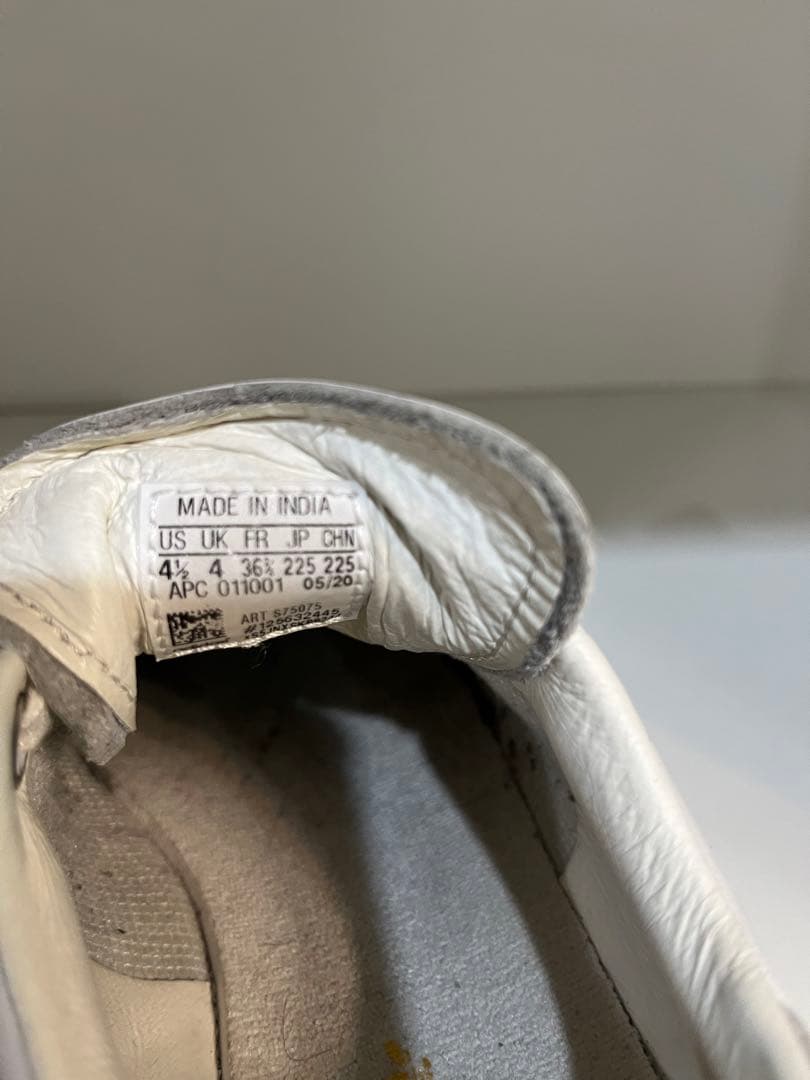 MADE IN INDIA
US UK FR JP CHN
4½ 4 36⅔ 225 225
APC 011001 05/20
ART S75075
#125632445